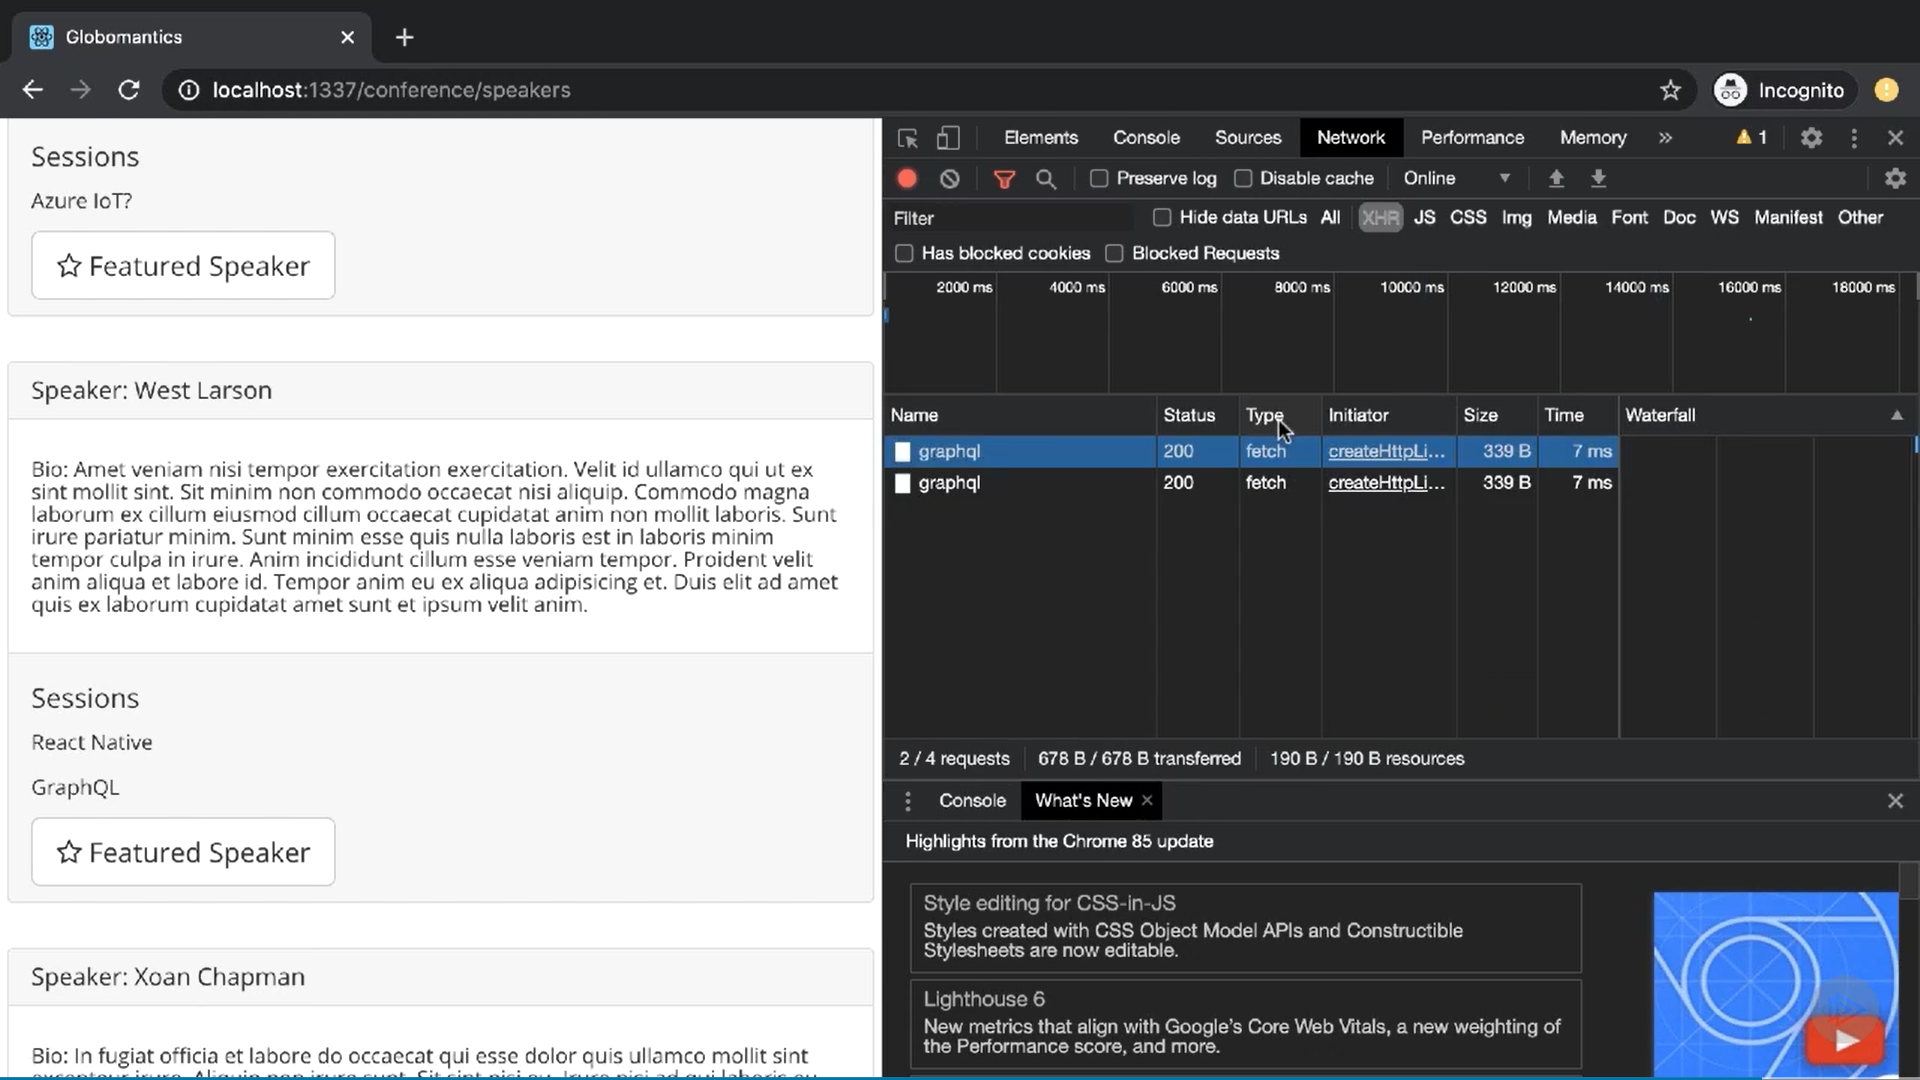 Globomantics
localhost:1337/conference/speakers
Incognito
Sessions
Azure IoT?
Featured Speaker
Speaker: West Larson
Bio: Amet veniam nisi tempor exercitation exercitation. Velit id ullamco qui ut ex
sint mollit sint. Sit minim non commodo occaecat nisi aliquip. Commodo magna
laborum ex cillum eiusmod cillum occaecat cupidatat anim non mollit laboris. Sunt
irure pariatur minim. Sunt minim esse quis nulla laboris est in laboris minim
tempor culpa in irure. Anim incididunt cillum esse veniam tempor. Proident velit
anim aliqua et labore id. Tempor anim eu ex aliqua adipisicing et. Duis elit ad amet
quis ex laborum cupidatat amet sunt et ipsum velit anim.
Sessions
React Native
GraphQL
Featured Speaker
Speaker: Xoan Chapman
Bio: In fugiat officia et labore do occaecat qui esse dolor quis ullamco mollit sint
Elements Console Sources Network Performance Memory » 1
Preserve log Disable cache Online
Filter Hide data URLs All XHR JS CSS Img Media Font Doc WS Manifest Other
Has blocked cookies Blocked Requests
2000 ms 4000 ms 6000 ms 8000 ms 10000 ms 12000 ms 14000 ms 16000 ms 18000 ms
Name Status Type Initiator Size Time Waterfall
graphql 200 fetch createHttpLi... 339 B 7 ms
graphql 200 fetch createHttpLi... 339 B 7 ms
2 / 4 requests 678 B / 678 B transferred 190 B / 190 B resources
Console What's New
Highlights from the Chrome 85 update
Style editing for CSS-in-JS
Styles created with CSS Object Model APIs and Constructible
Stylesheets are now editable.
Lighthouse 6
New metrics that align with Google's Core Web Vitals, a new weighting of
the Performance score, and more.